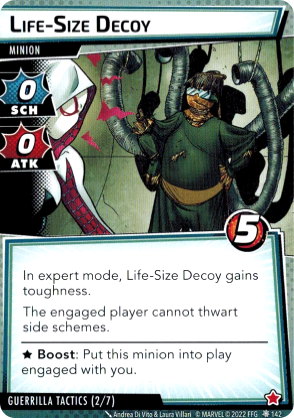 LIFE-SIZE DECOY
MINION
0
SCH
0
ATK
5
In expert mode, Life-Size Decoy gains
toughness.
The engaged player cannot thwart
side schemes.
★ Boost: Put this minion into play
engaged with you.
GUERRILLA TACTICS (2/7)
Andrea Di Vito & Laura Villari © MARVEL © 2022 FFG 142